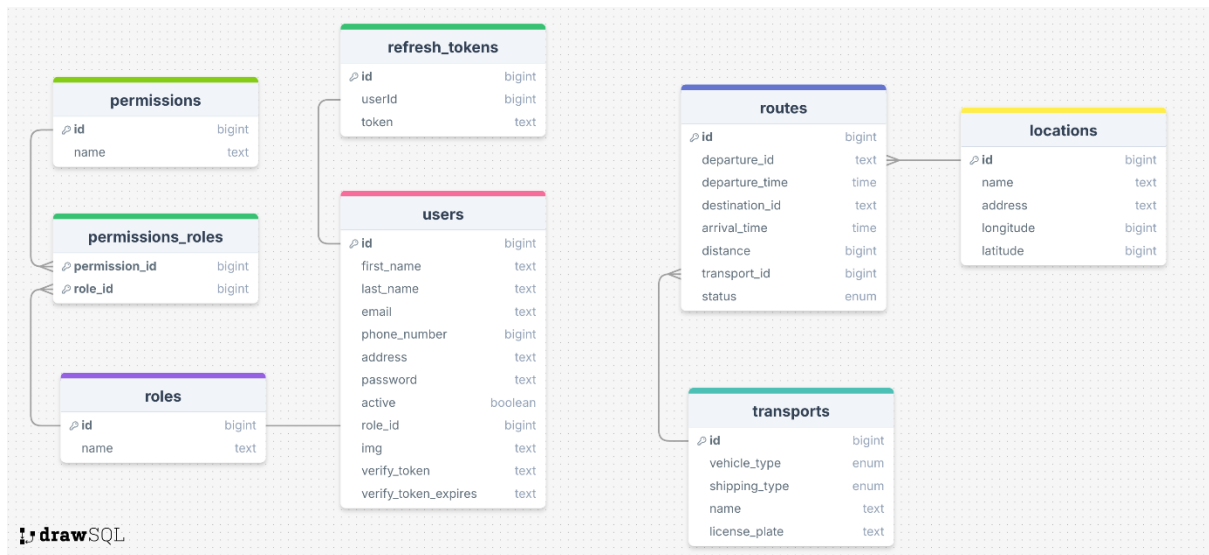 refresh_tokens
id bigint
userId bigint
token text
permissions
id bigint
name text
permissions_roles
permission_id bigint
role_id bigint
roles
id bigint
name text
users
id bigint
first_name text
last_name text
email text
phone_number bigint
address text
password text
active boolean
role_id bigint
img text
verify_token text
verify_token_expires text
routes
id bigint
departure_id text
departure_time time
destination_id text
arrival_time time
distance bigint
transport_id bigint
status enum
locations
id bigint
name text
address text
longitude bigint
latitude bigint
transports
id bigint
vehicle_type enum
shipping_type enum
name text
license_plate text
drawSQL